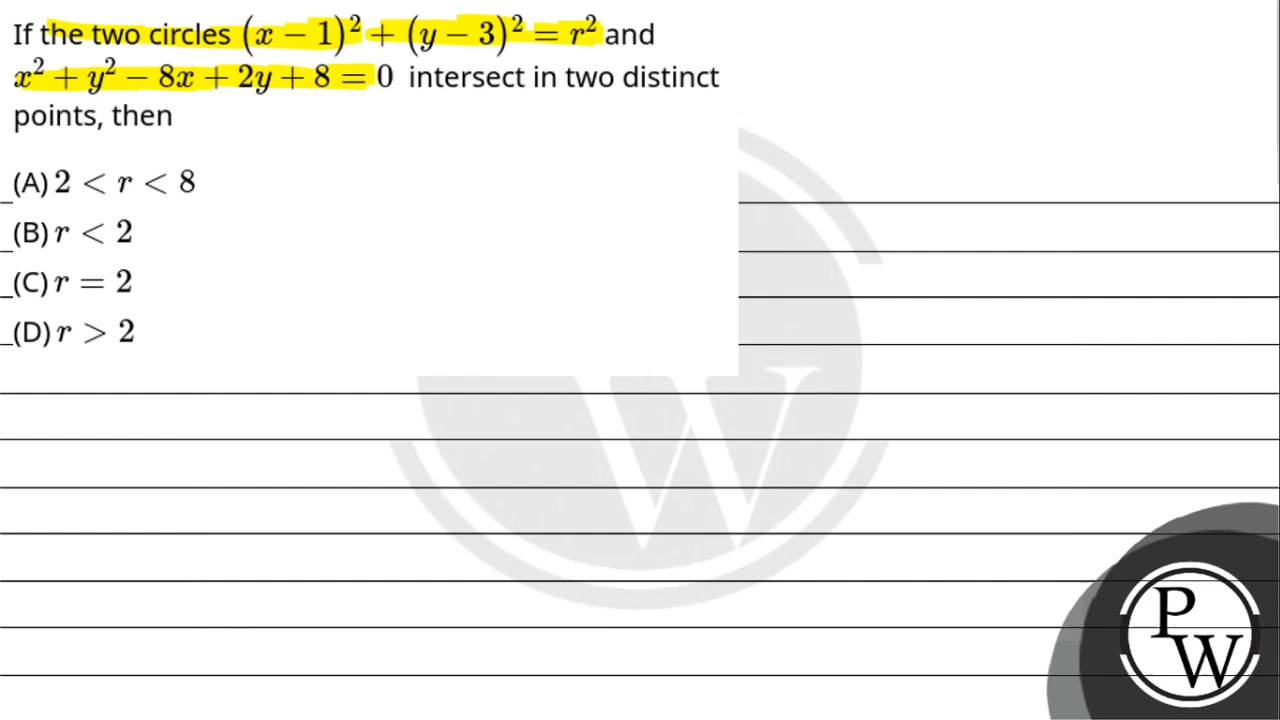 If the two circles (x − 1)² + (y − 3)² = r² and
x² + y² − 8x + 2y + 8 = 0 intersect in two distinct
points, then
(A) 2 < r < 8
(B) r < 2
(C) r = 2
(D) r > 2
W
P
W